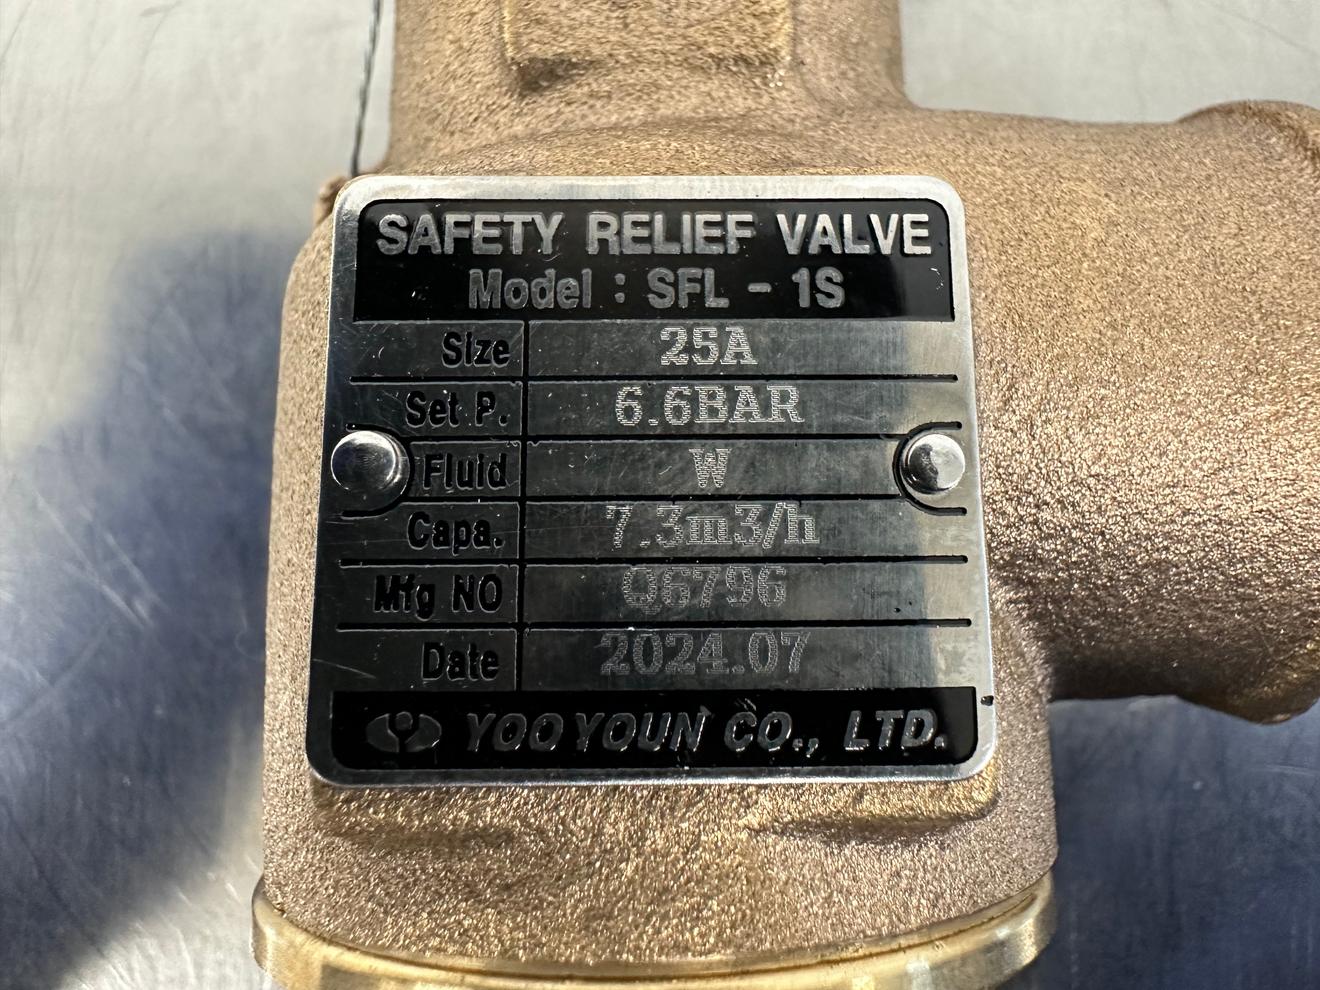 SAFETY RELIEF VALVE
Model : SFL - 1S
Size 25A
Set P. 6.6BAR
Fluid W
Capa. 7.3m3/h
Mfg NO Q6796
Date 2024.07
YOO YOUN CO., LTD.